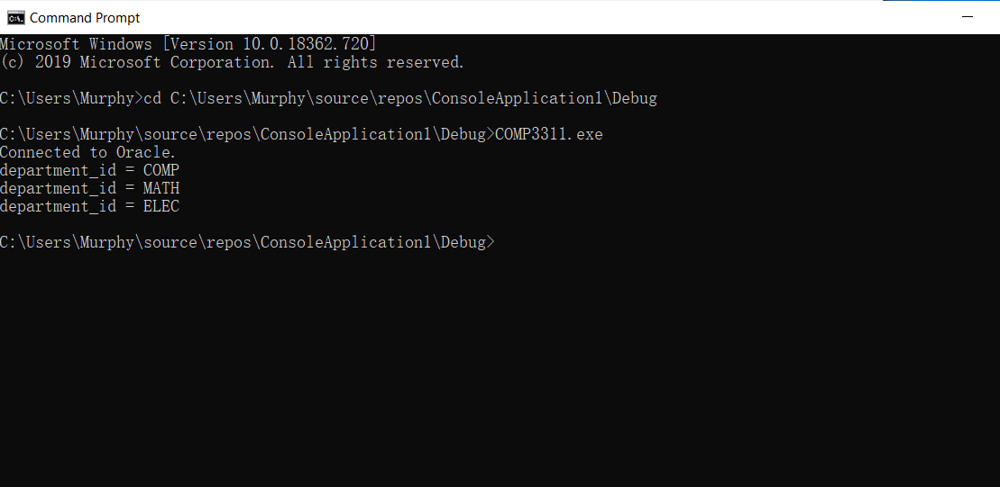 Command Prompt
Microsoft Windows [Version 10.0.18362.720]
(c) 2019 Microsoft Corporation. All rights reserved.
C:\Users\Murphy>cd C:\Users\Murphy\source\repos\ConsoleApplication1\Debug
C:\Users\Murphy\source\repos\ConsoleApplication1\Debug>COMP3311.exe
Connected to Oracle.
department_id = COMP
department_id = MATH
department_id = ELEC
C:\Users\Murphy\source\repos\ConsoleApplication1\Debug>